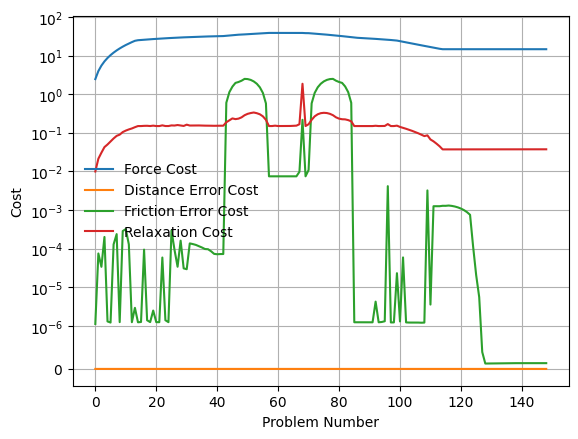 10²
10¹
10⁰
10⁻¹
10⁻²
10⁻³
10⁻⁴
10⁻⁵
10⁻⁶
0
Cost
Force Cost
Distance Error Cost
Friction Error Cost
Relaxation Cost
0 20 40 60 80 100 120 140
Problem Number